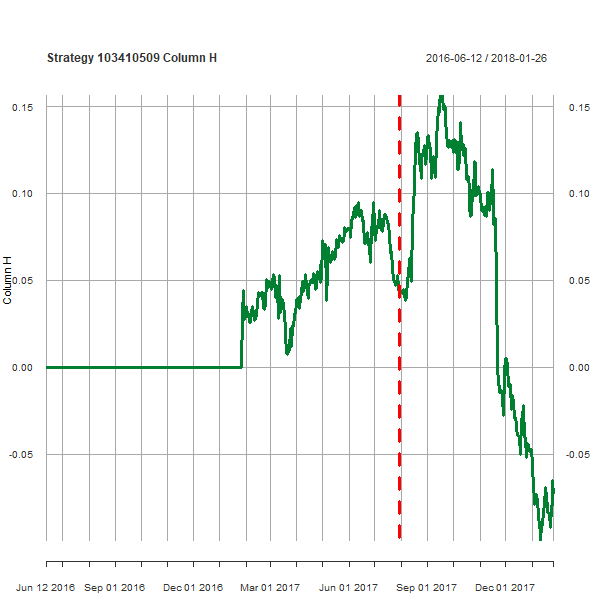 Strategy 103410509 Column H
2016-06-12 / 2018-01-26
0.15 0.15
0.10 0.10
0.05 0.05
Column H
0.00 0.00
-0.05 -0.05
Jun 12 2016 Sep 01 2016 Dec 01 2016 Mar 01 2017 Jun 01 2017 Sep 01 2017 Dec 01 2017